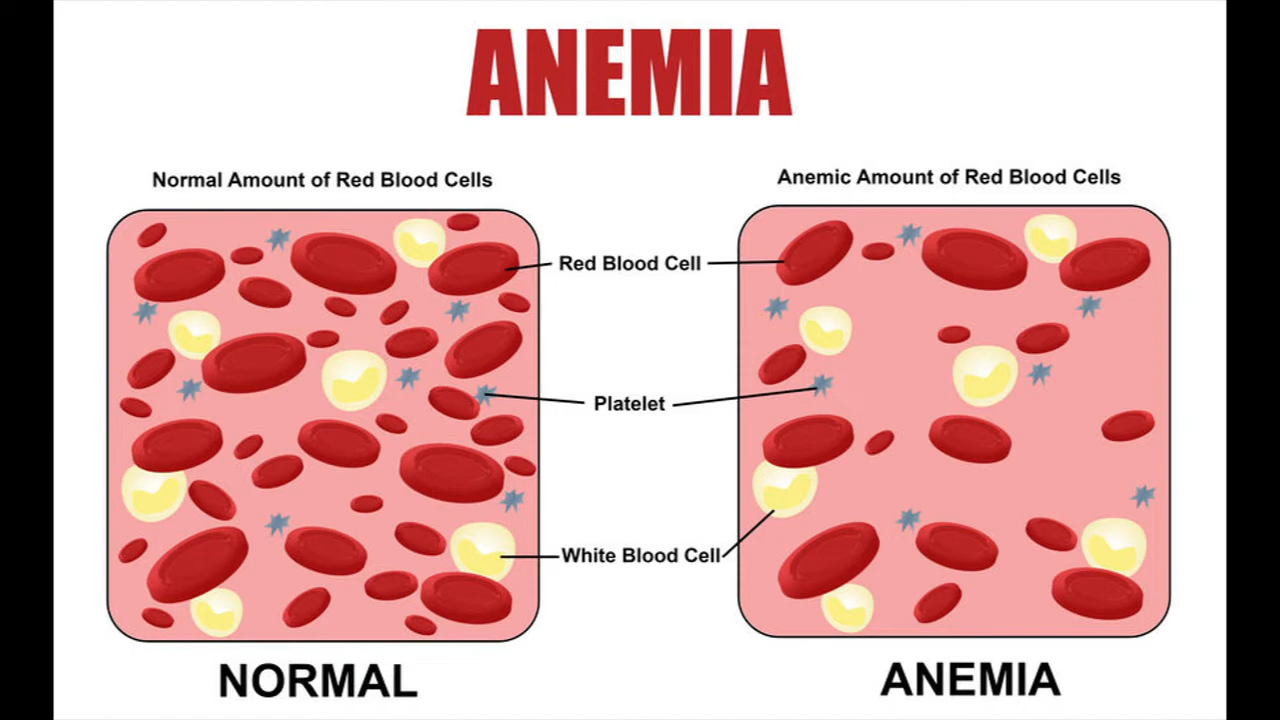 ANEMIA
Normal Amount of Red Blood Cells
Anemic Amount of Red Blood Cells
Red Blood Cell
Platelet
White Blood Cell
NORMAL
ANEMIA